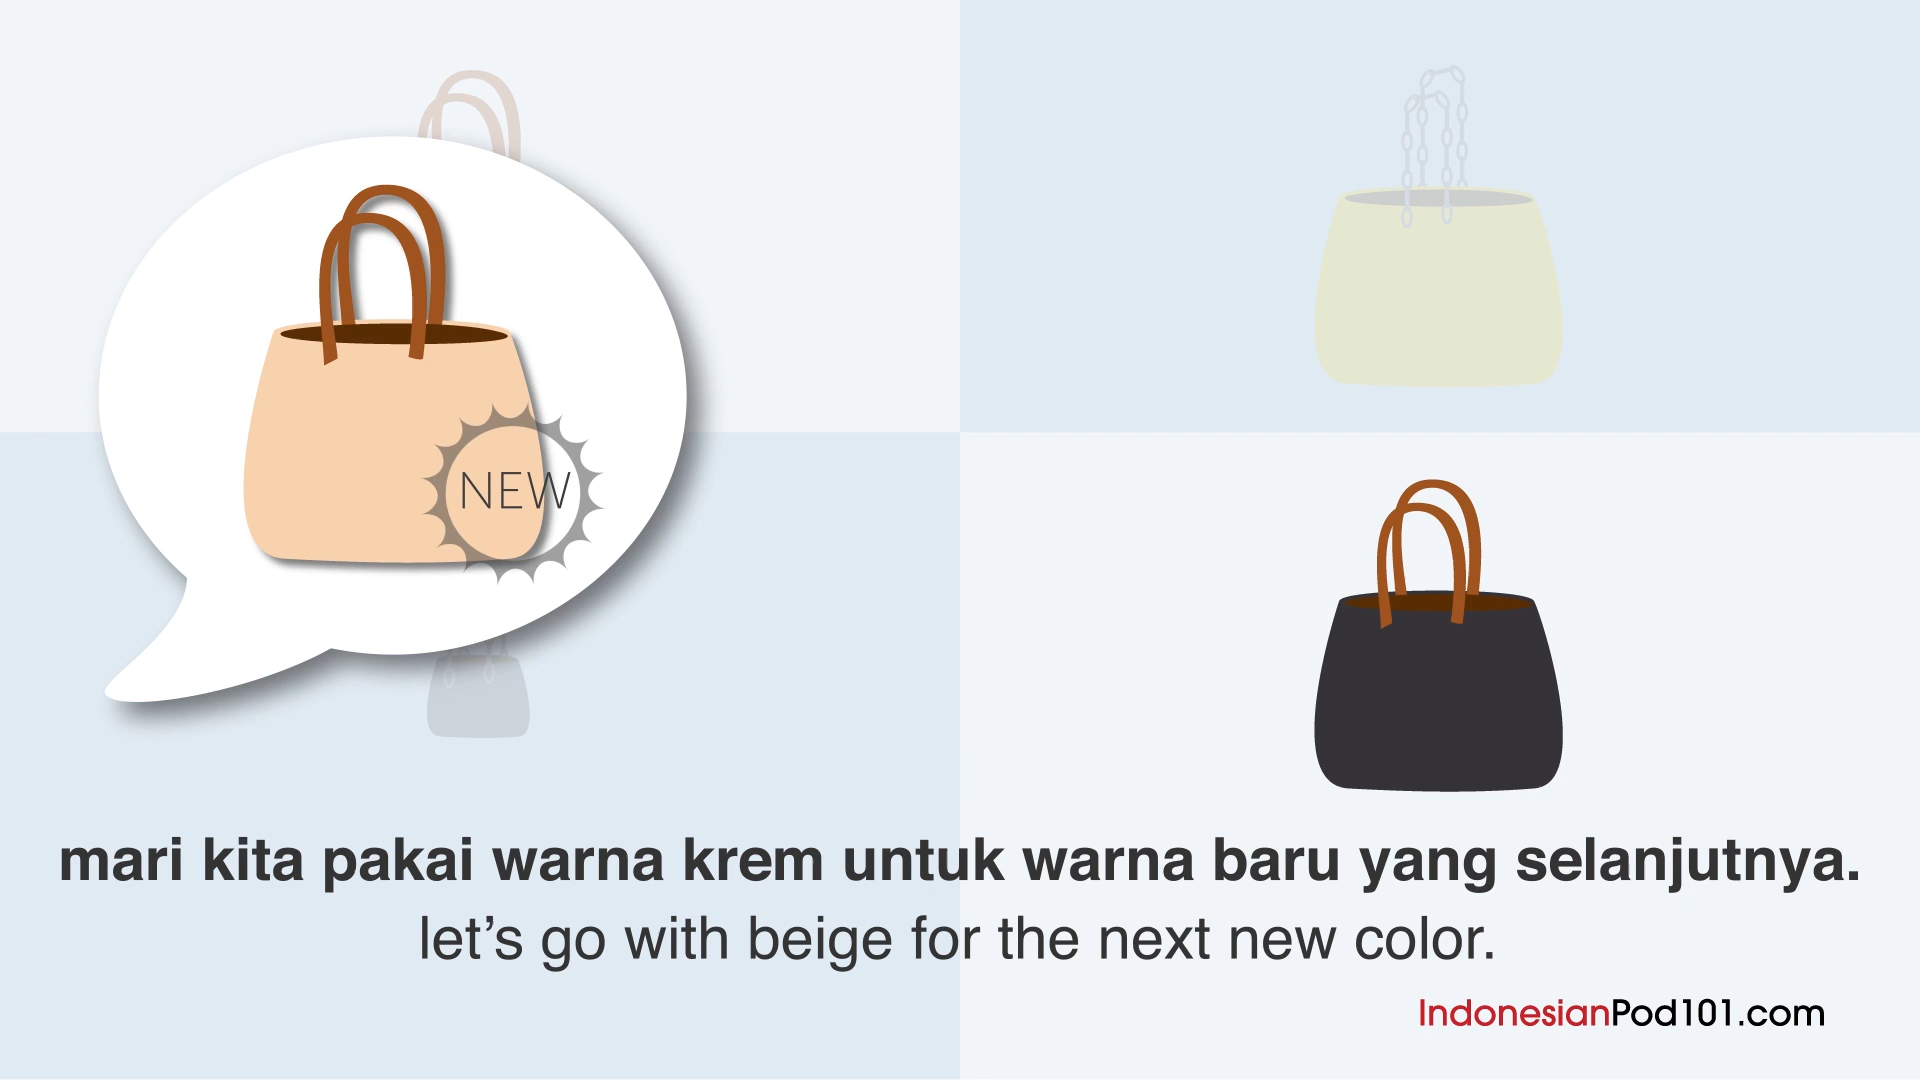 NEW
mari kita pakai warna krem untuk warna baru yang selanjutnya.
let’s go with beige for the next new color.
IndonesianPod101.com